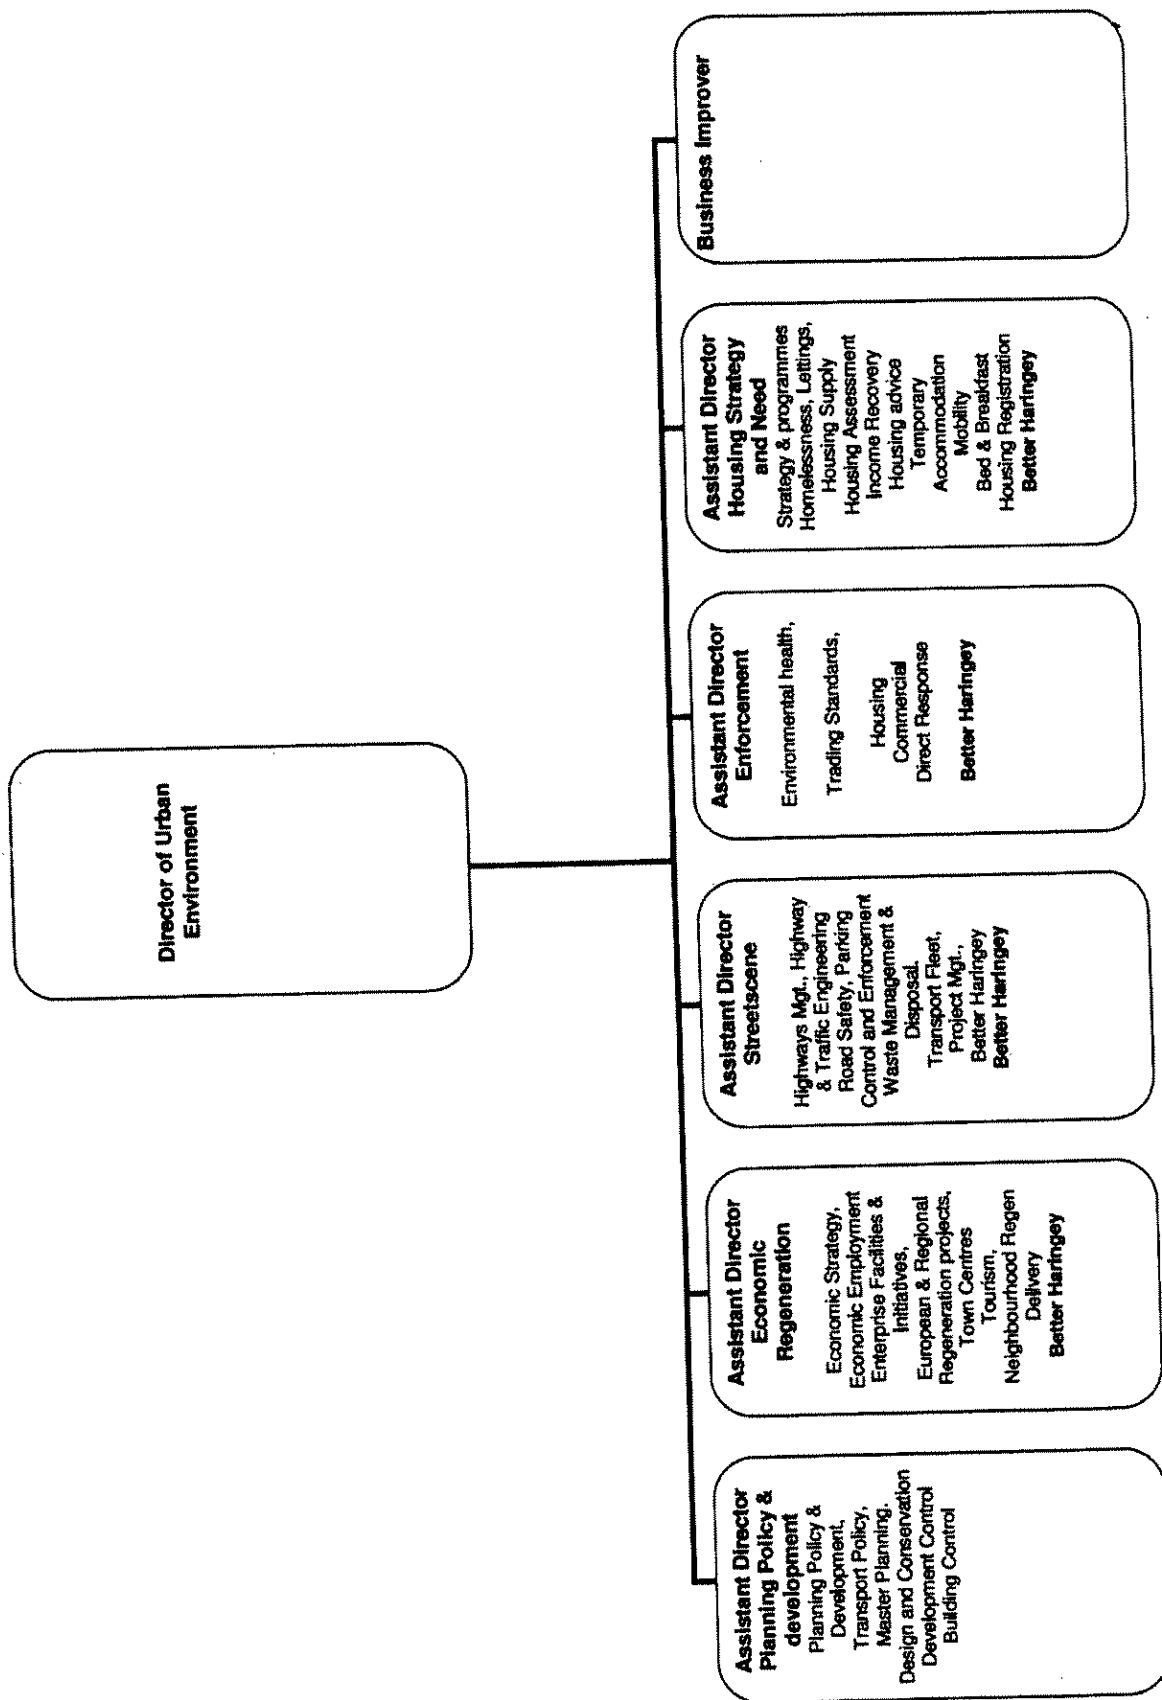 Director of Urban
Environment
Assistant Director
Planning Policy &
development
Planning Policy &
Development,
Transport Policy,
Master Planning.
Design and Conservation
Development Control
Building Control
Assistant Director
Economic
Regeneration
Economic Strategy,
Economic Employment
Enterprise Facilities &
Initiatives,
European & Regional
Regeneration projects,
Town Centres
Tourism,
Neighbourhood Regen
Delivery
Better Haringey
Assistant Director
Streetscene
Highways Mgt., Highway
& Traffic Engineering
Road Safety, Parking
Control and Enforcement
Waste Management &
Disposal.
Transport Fleet,
Project Mgt.,
Better Haringey
Better Haringey
Assistant Director
Enforcement
Environmental health,
Trading Standards,
Housing
Commercial
Direct Response
Better Haringey
Assistant Director
Housing Strategy
and Need
Strategy & programmes
Homelessness, Lettings,
Housing Supply
Housing Assessment
Income Recovery
Housing advice
Temporary
Accommodation
Mobility
Bed & Breakfast
Housing Registration
Better Haringey
Business Improver